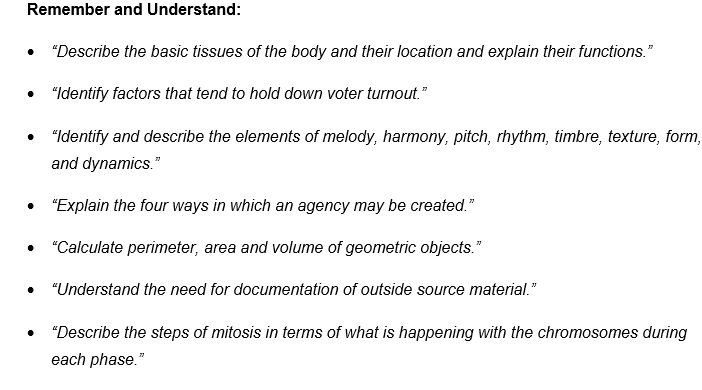 Remember and Understand:
• “Describe the basic tissues of the body and their location and explain their functions.”
• “Identify factors that tend to hold down voter turnout.”
• “Identify and describe the elements of melody, harmony, pitch, rhythm, timbre, texture, form,
and dynamics.”
• “Explain the four ways in which an agency may be created.”
• “Calculate perimeter, area and volume of geometric objects.”
• “Understand the need for documentation of outside source material.”
• “Describe the steps of mitosis in terms of what is happening with the chromosomes during
each phase.”